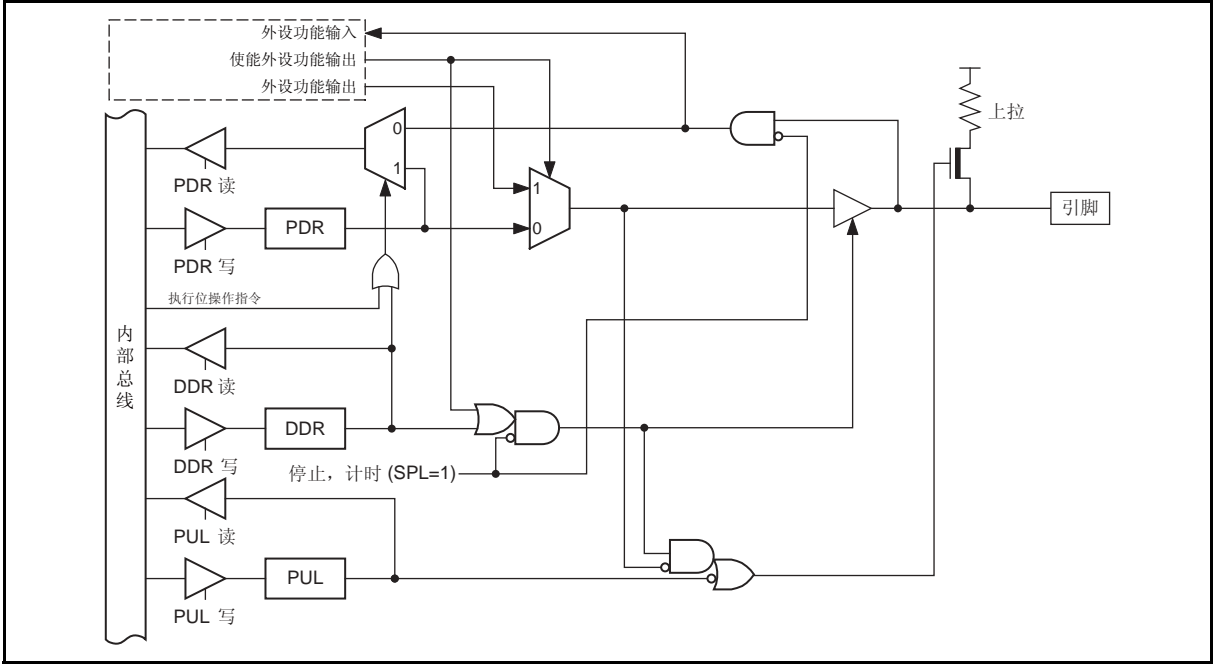 外设功能输入
使能外设功能输出
外设功能输出
上拉
0
1
PDR 读
1
0
引脚
PDR
PDR 写
执行位操作指令
内部总线
DDR 读
DDR
DDR 写
停止，计时 (SPL=1)
PUL 读
PUL
PUL 写